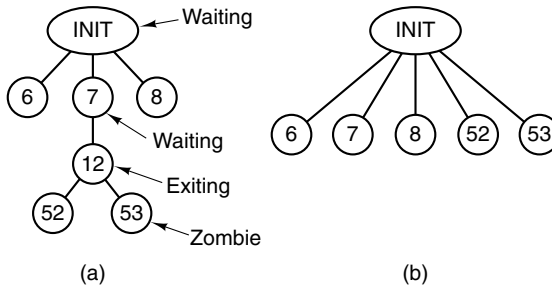 INIT
Waiting
6
7
8
Waiting
12
Exiting
52
53
Zombie
(a)
INIT
6
7
8
52
53
(b)